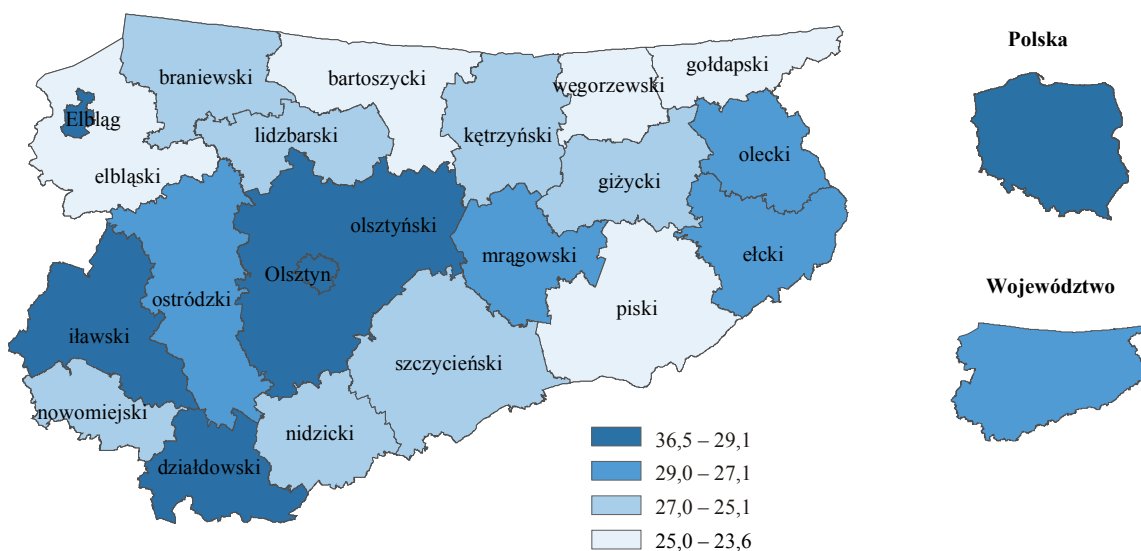 Polska
gołdapski
bartoszycki
braniewski
węgorzewski
Elbląg
lidzbarski
kętrzyński
olecki
elbląski
giżycki
olsztyński
mrągowski
ełcki
Olsztyn
Województwo
ostródzki
piski
iławski
szczycieński
nowomiejski
nidzicki
działdowski
36,5 – 29,1
29,0 – 27,1
27,0 – 25,1
25,0 – 23,6